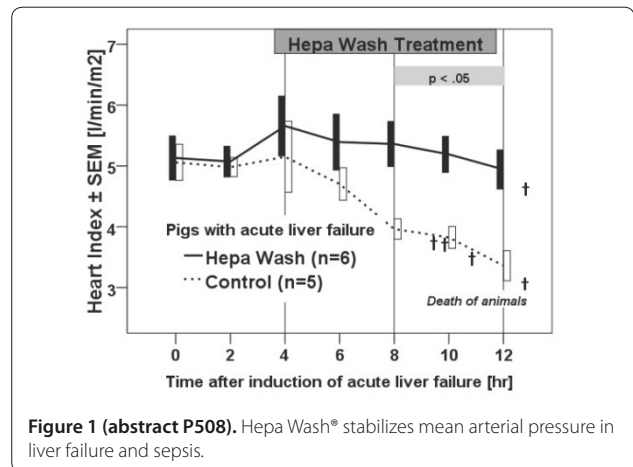 Hepa Wash Treatment
p < .05
Heart Index ± SEM [l/min/m2]
7
6
5
4
3
Pigs with acute liver failure
Hepa Wash (n=6)
Control (n=5)
†
††
†
†
Death of animals
0 2 4 6 8 10 12
Time after induction of acute liver failure [hr]
Figure 1 (abstract P508). Hepa Wash® stabilizes mean arterial pressure in
liver failure and sepsis.